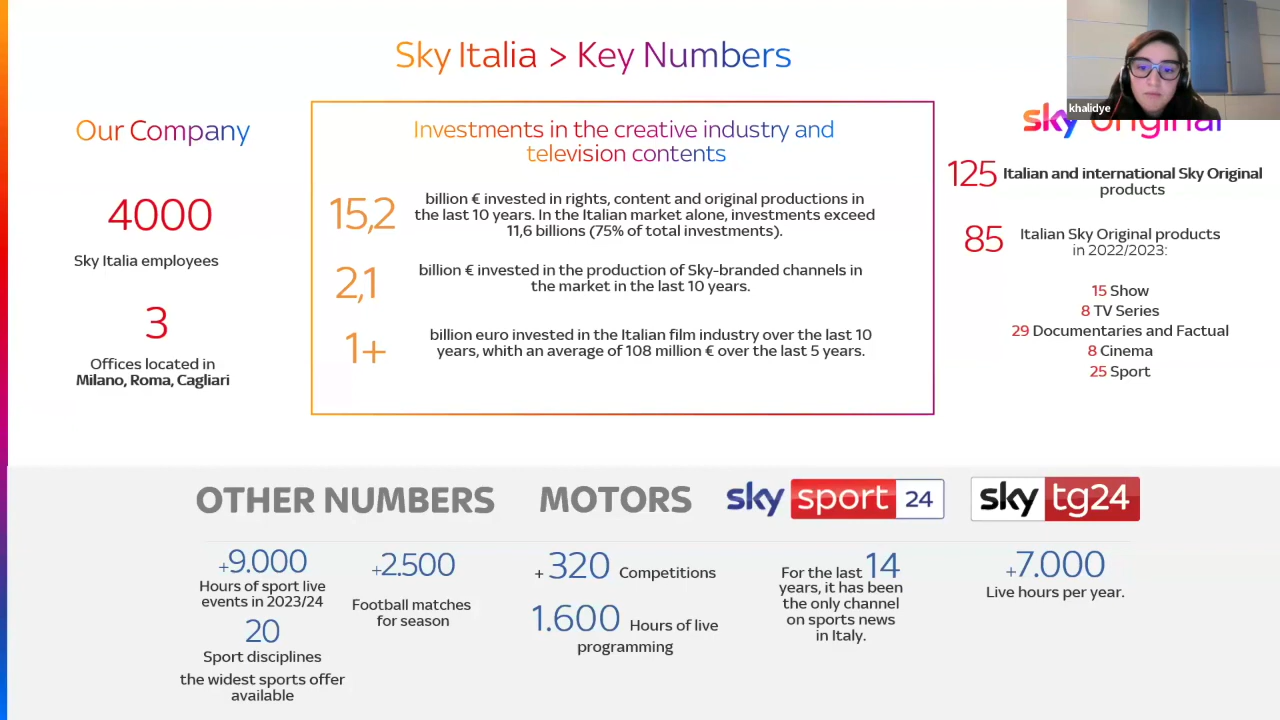 Sky Italia > Key Numbers
khalidye
Our Company
4000
Sky Italia employees
3
Offices located in
Milano, Roma, Cagliari
Investments in the creative industry and
television contents
15,2
billion € invested in rights, content and original productions in
the last 10 years. In the Italian market alone, investments exceed
11,6 billions (75% of total investments).
2,1
billion € invested in the production of Sky-branded channels in
the market in the last 10 years.
1+
billion euro invested in the Italian film industry over the last 10
years, whith an average of 108 million € over the last 5 years.
sky original
125 Italian and international Sky Original
products
85 Italian Sky Original products
in 2022/2023:
15 Show
8 TV Series
29 Documentaries and Factual
8 Cinema
25 Sport
OTHER NUMBERS
+9.000
Hours of sport live
events in 2023/24
20
Sport disciplines
the widest sports offer
available
+2.500
Football matches
for season
MOTORS
+ 320 Competitions
1.600 Hours of live
programming
sky sport 24
For the last 14
years, it has been
the only channel
on sports news
in Italy.
sky tg24
+7.000
Live hours per year.